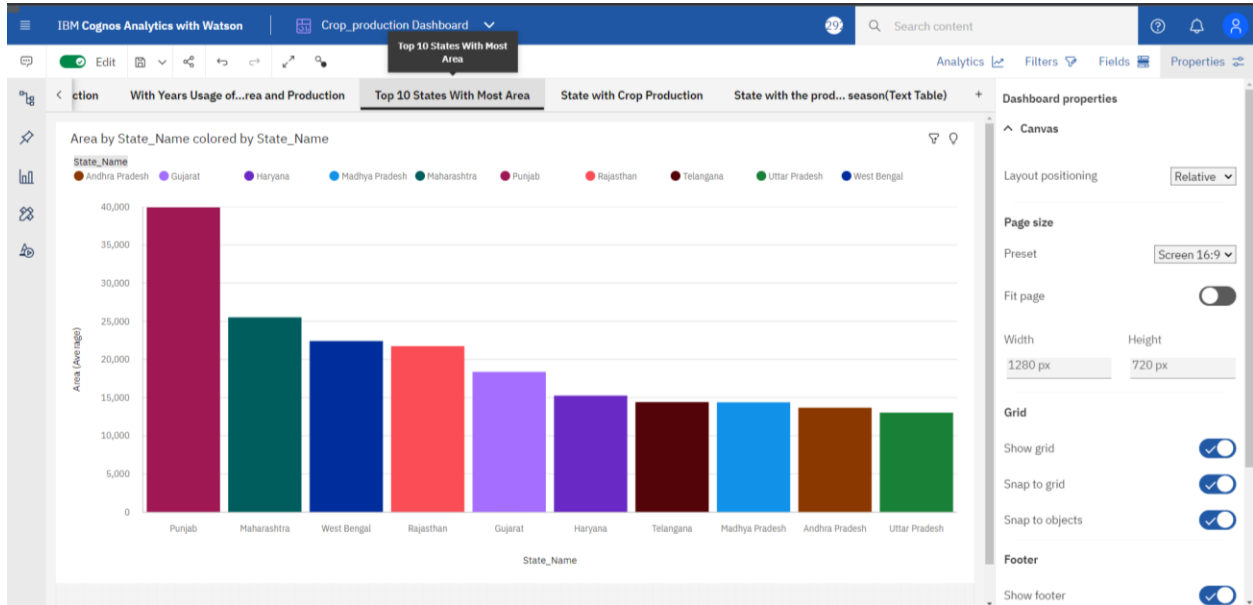 IBM Cognos Analytics with Watson
Crop_production Dashboard
29
Search content
Top 10 States With Most
Area
Edit
Analytics
Filters
Fields
Properties
ction
With Years Usage of...rea and Production
Top 10 States With Most Area
State with Crop Production
State with the prod... season(Text Table)
+
Area by State_Name colored by State_Name
State_Name
Andhra Pradesh Gujarat Haryana Madhya Pradesh Maharashtra Punjab Rajasthan Telangana Uttar Pradesh West Bengal
40,000
35,000
30,000
25,000
20,000
15,000
10,000
5,000
0
Area (Average)
Punjab Maharashtra West Bengal Rajasthan Gujarat Haryana Telangana Madhya Pradesh Andhra Pradesh Uttar Pradesh
State_Name
Dashboard properties
Canvas
Layout positioning
Relative
Page size
Preset
Screen 16:9
Fit page
Width Height
1280 px 720 px
Grid
Show grid
Snap to grid
Snap to objects
Footer
Show footer